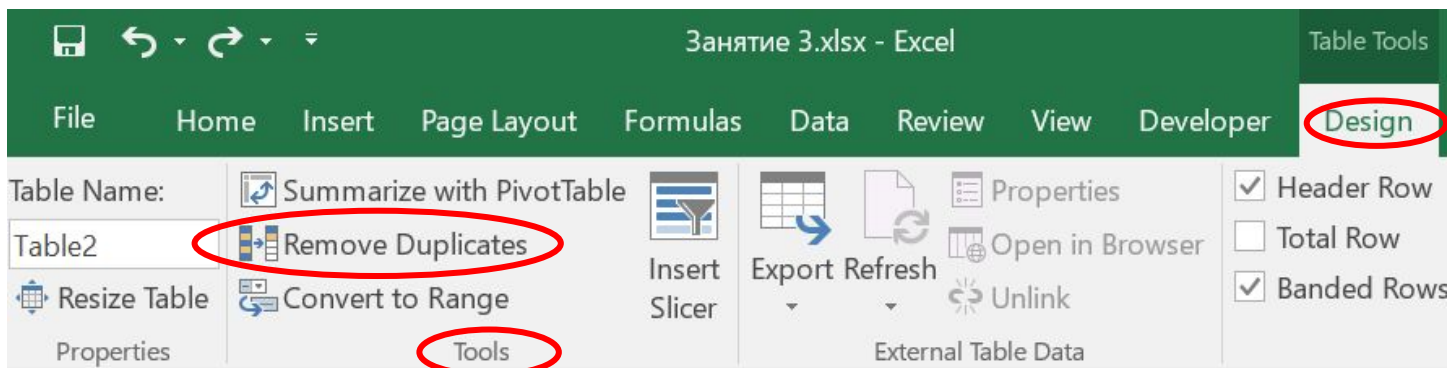 Занятие 3.xlsx - Excel
Table Tools
File Home Insert Page Layout Formulas Data Review View Developer Design
Table Name:
Table2
Resize Table
Properties
Summarize with PivotTable
Remove Duplicates
Convert to Range
Insert
Slicer
Tools
Export
Refresh
Properties
Open in Browser
Unlink
External Table Data
Header Row
Total Row
Banded Rows